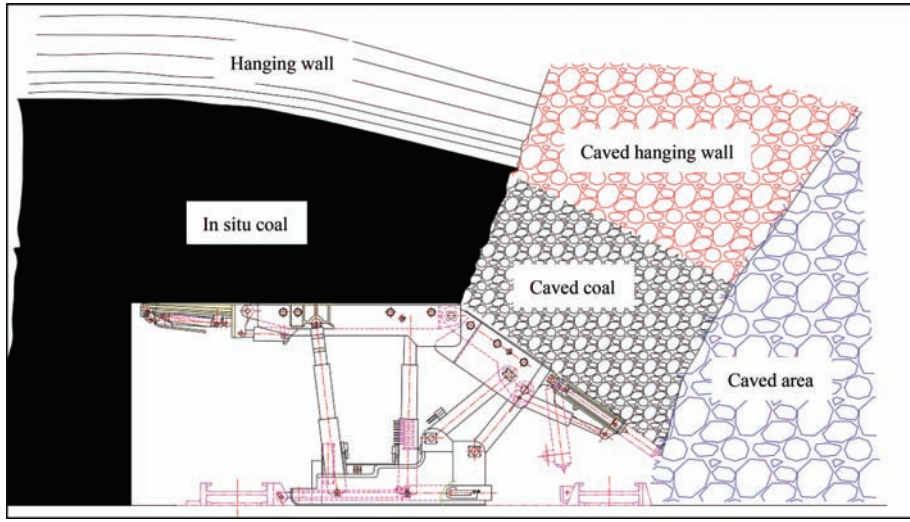 Hanging wall
Caved hanging wall
In situ coal
Caved coal
Caved area